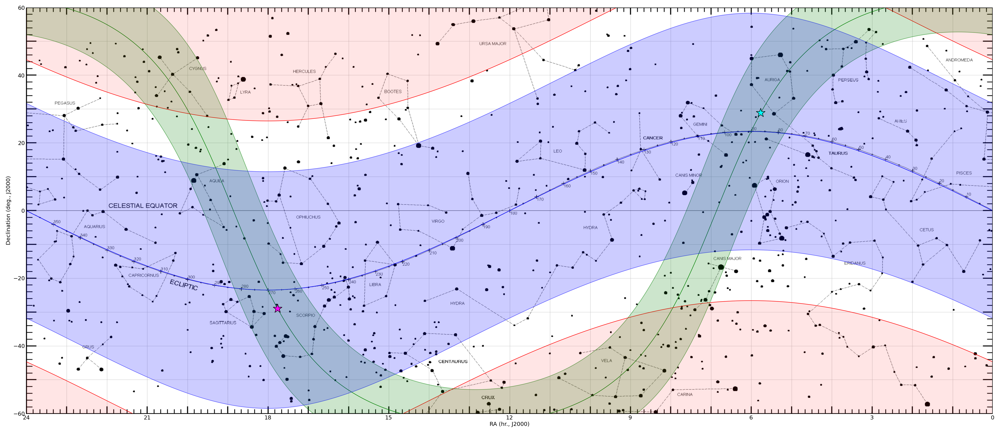 60
40
20
0
−20
−40
−60
Declination (deg., J2000)
24
21
18
15
12
9
6
3
0
RA (hr., J2000)
URSA MAJOR
ANDROMEDA
CYGNUS
HERCULES
LYRA
BOOTES
AURIGA
PERSEUS
PEGASUS
GEMINI
ARIES
CANCER
LEO
TAURUS
CANIS MINOR
ORION
PISCES
AQUILA
CELESTIAL EQUATOR
OPHIUCHUS
VIRGO
HYDRA
AQUARIUS
CETUS
CANIS MAJOR
ERIDANUS
CAPRICORNUS
ECLIPTIC
LIBRA
HYDRA
SCORPIO
SAGITTARIUS
GRUS
CENTAURUS
VELA
CRUX
CARINA
350
340
330
320
310
300
290
280
270
260
250
240
230
220
210
200
190
180
170
160
150
140
130
120
110
100
90
80
70
60
50
40
30
20
10